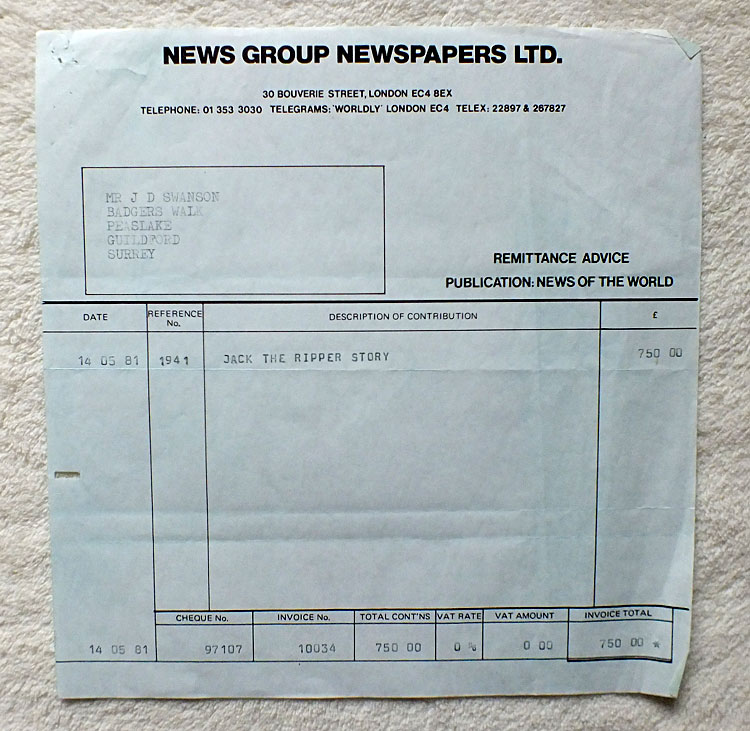 NEWS GROUP NEWSPAPERS LTD.
30 BOUVERIE STREET, LONDON EC4 8EX
TELEPHONE: 01 353 3030 TELEGRAMS: 'WORLDLY' LONDON EC4 TELEX: 22897 & 267827
MR J D SWANSON
BADGERS WALK
PEASLAKE
GUILDFORD
SURREY
REMITTANCE ADVICE
PUBLICATION: NEWS OF THE WORLD
DATE REFERENCE No. DESCRIPTION OF CONTRIBUTION £
14 05 81 1941 JACK THE RIPPER STORY 750 00
CHEQUE No. INVOICE No. TOTAL CONT'NS VAT RATE VAT AMOUNT INVOICE TOTAL
14 05 81 97107 10034 750 00 0 % 0 00 750 00 *